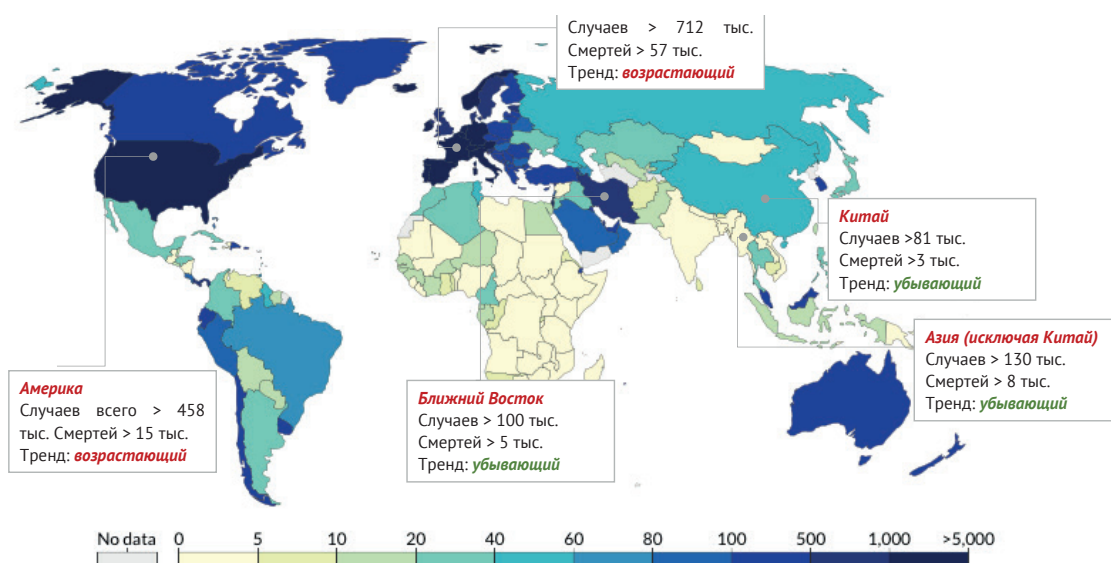 Случаев > 712 тыс.
Смертей > 57 тыс.
Тренд: возрастающий
Китай
Случаев >81 тыс.
Смертей >3 тыс.
Тренд: убывающий
Азия (исключая Китай)
Случаев > 130 тыс.
Смертей > 8 тыс.
Тренд: убывающий
Америка
Случаев всего > 458
тыс. Смертей > 15 тыс.
Тренд: возрастающий
Ближний Восток
Случаев > 100 тыс.
Смертей > 5 тыс.
Тренд: убывающий
No data 0 5 10 20 40 60 80 100 500 1,000 >5,000